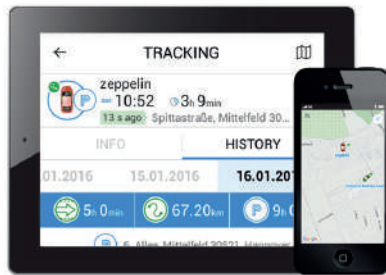 TRACKING
zeppelin
10:52 3h 9min
13 s ago Spittastraße, Mittelfeld 30...
INFO HISTORY
01.2016 15.01.2016 16.01.201
5h 0min 67.20km P 9h
Allee, Mittelfeld 30521, Hannover
zeppelin